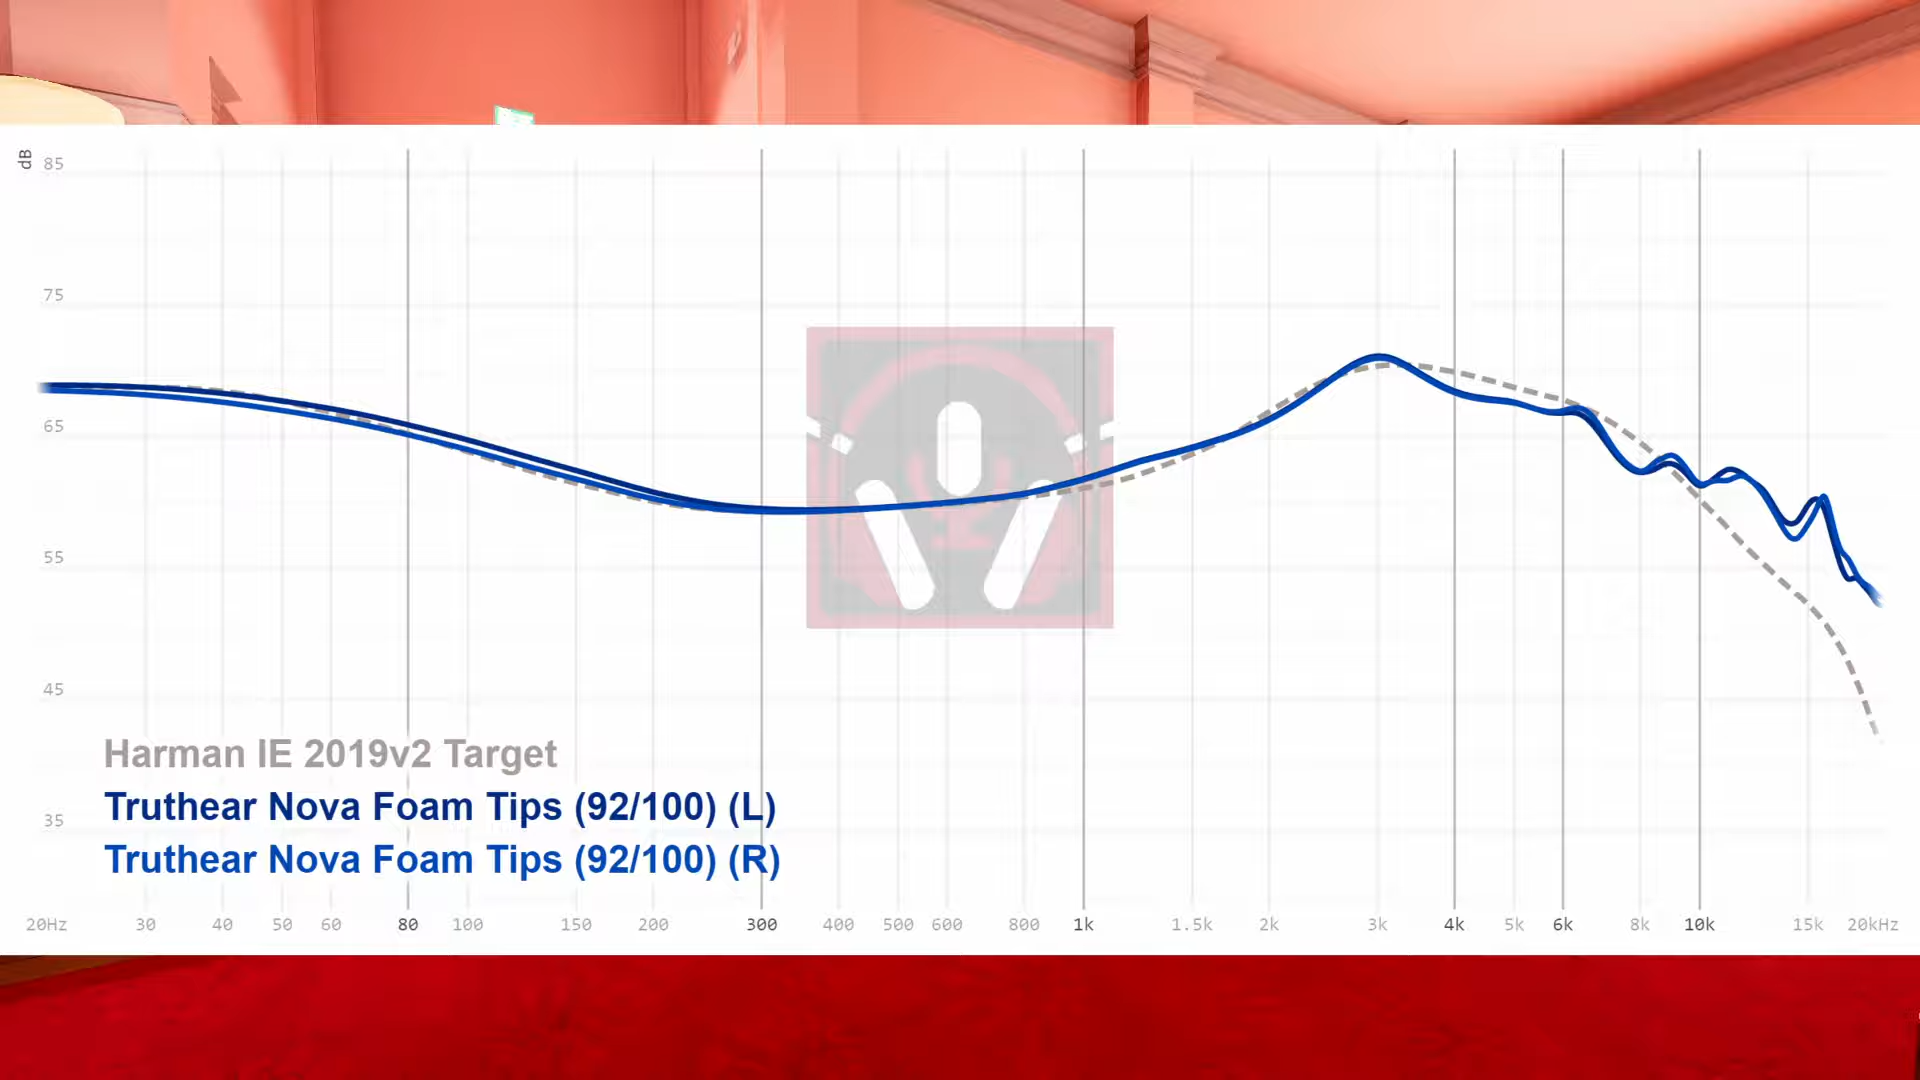 dB
85
75
65
55
45
35
Harman IE 2019v2 Target
Truthear Nova Foam Tips (92/100) (L)
Truthear Nova Foam Tips (92/100) (R)
20Hz 30 40 50 60 80 100 150 200 300 400 500 600 800 1k 1.5k 2k 3k 4k 5k 6k 8k 10k 15k 20kHz